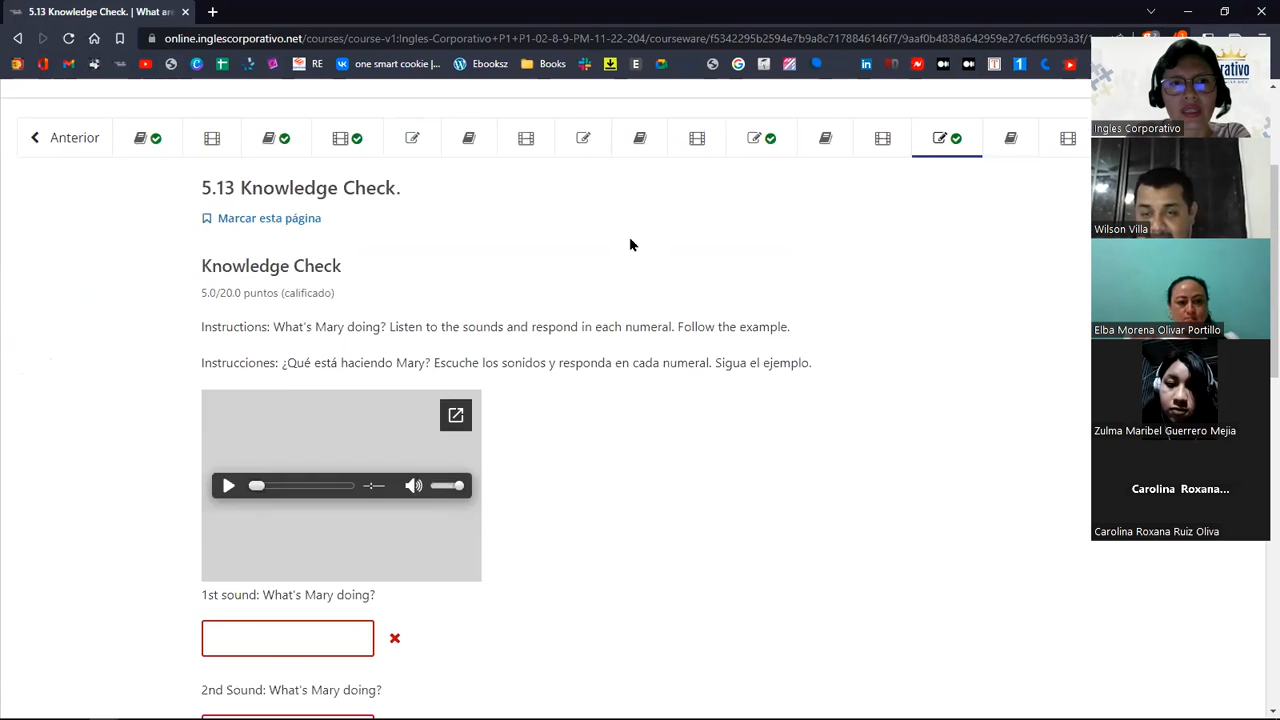 5.13 Knowledge Check. | What are
online.inglescorporativo.net/courses/course-v1:Ingles-Corporativo+P1+P1-02-8-9-PM-11-22-204/courseware/
RE
one smart cookie |...
Books
Anterior
5.13 Knowledge Check.
Marcar esta página
Knowledge Check
5.0/20.0 puntos (calificado)
Instructions: What's Mary doing? Listen to the sounds and respond in each numeral. Follow the example.
Instrucciones: ¿Qué está haciendo Mary? Escuche los sonidos y responda en cada numeral. Siga el ejemplo.
-:--
1st sound: What's Mary doing?
2nd Sound: What's Mary doing?
Ingles Corporativo
Wilson Villa
Elba Morena Olivar Portillo
Zulma Maribel Guerrero Mejia
Carolina Roxana...
Carolina Roxana Ruiz Oliva